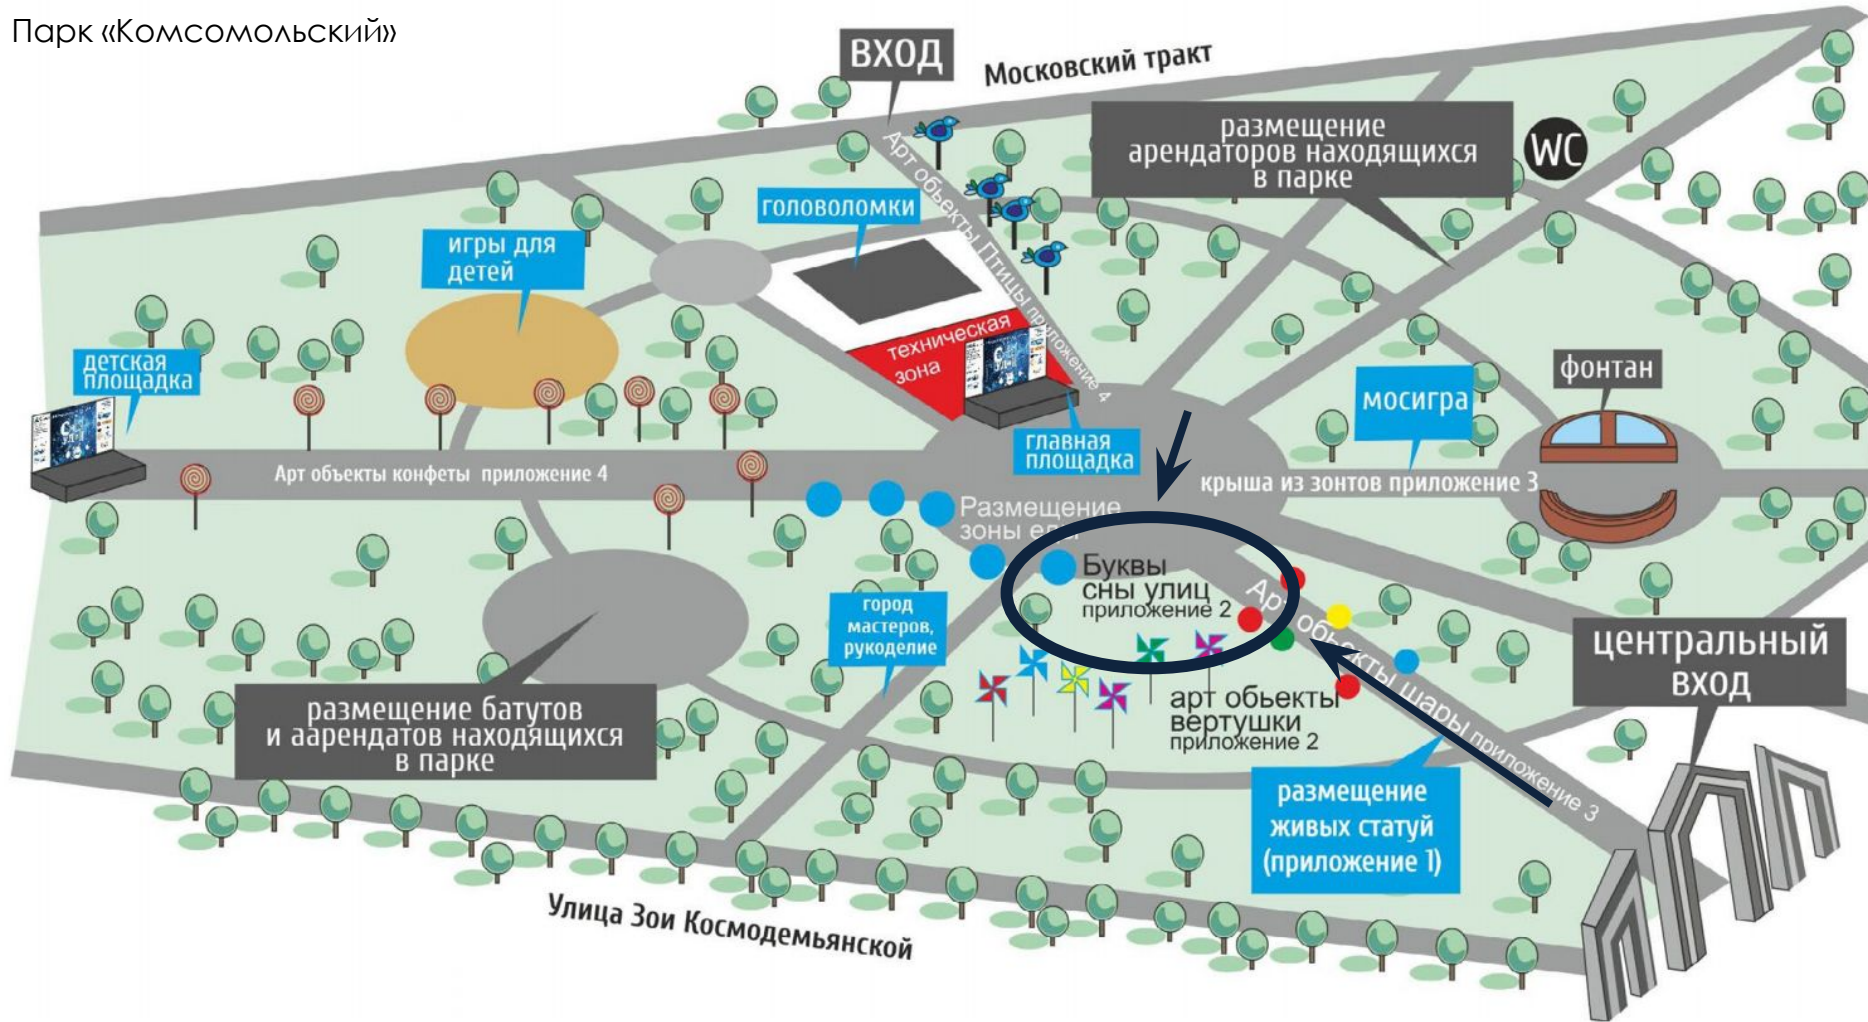 Парк «Комсомольский»
ВХОД
Московский тракт
размещение
арендаторов находящихся
в парке
WC
Арт обьекты Птицы приложение 4
головоломки
игры для
детей
техническая
зона
детская
площадка
фонтан
мосигра
главная
площадка
Арт объекты конфеты приложение 4
крыша из зонтов приложение 3
Размещение
зоны еды
Буквы
сны улиц
приложение 2
город
мастеров,
рукоделие
Арт обьекты шары приложение 3
центральный
вход
размещение батутов
и аарендатов находящихся
в парке
арт обьекты
вертушки
приложение 2
размещение
живых статуй
(приложение 1)
Улица Зои Космодемьянской